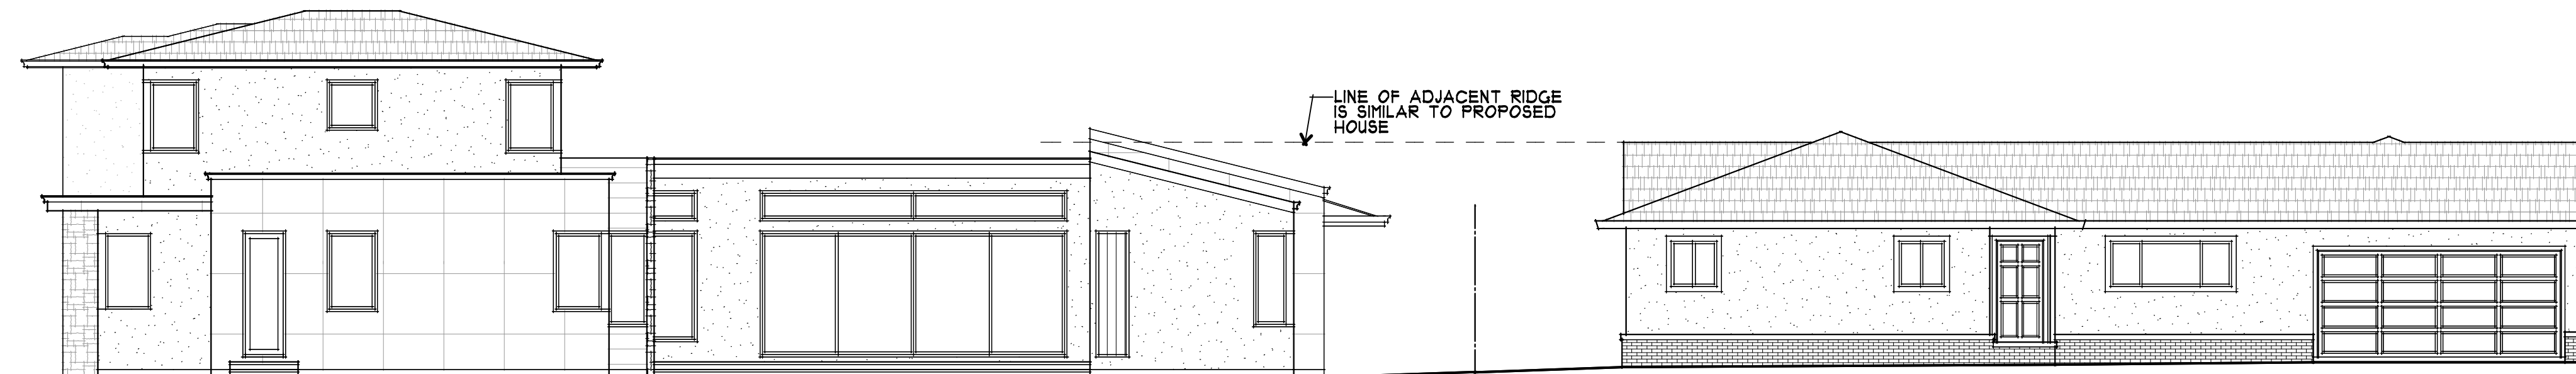 LINE OF ADJACENT RIDGE
IS SIMILAR TO PROPOSED
HOUSE